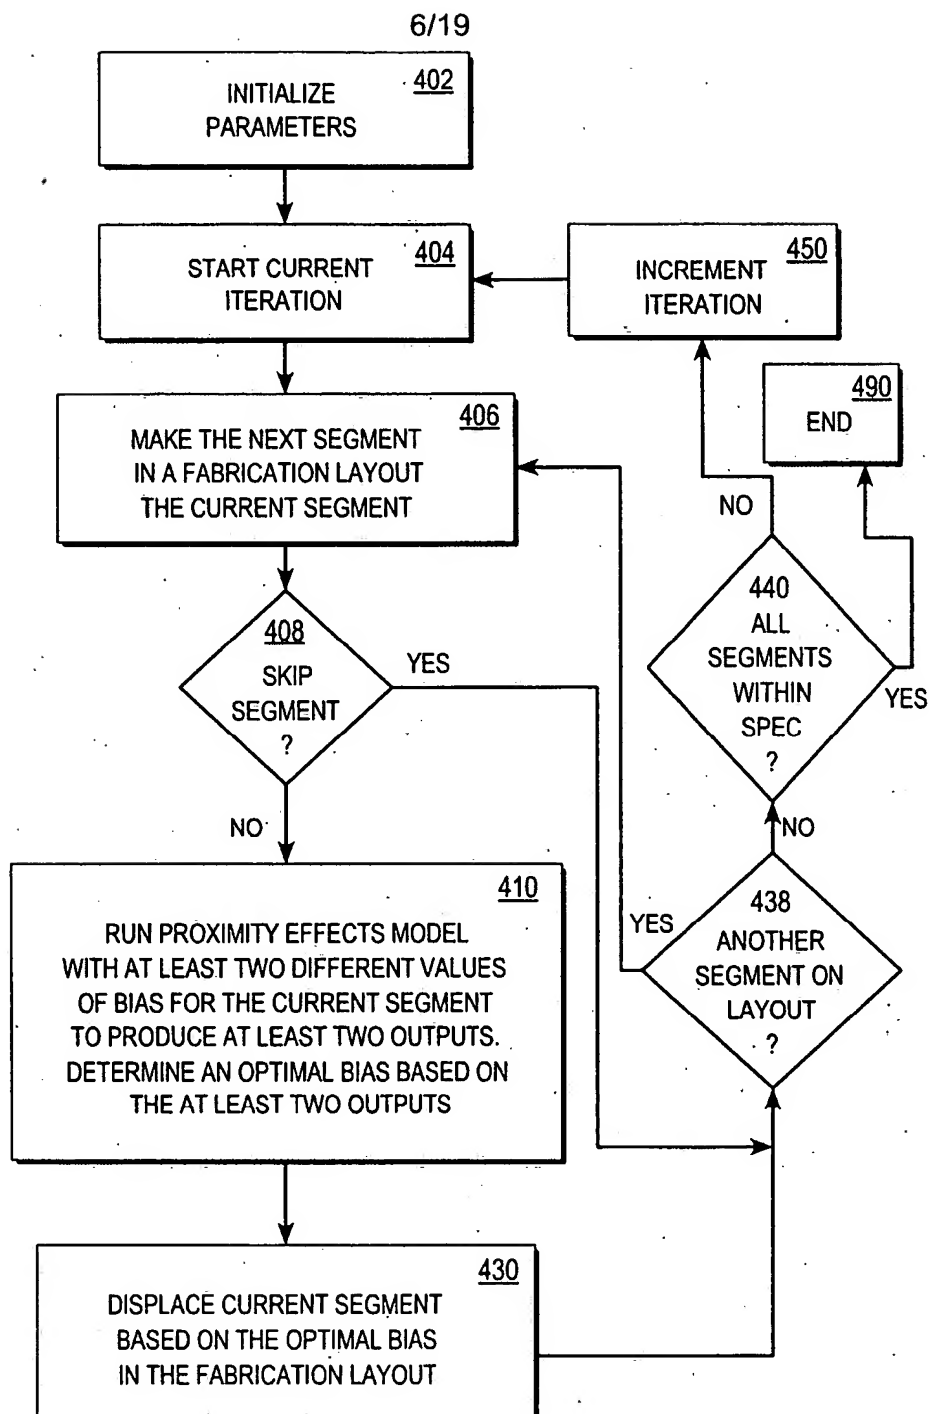 6/19
402
INITIALIZE
PARAMETERS
404
START CURRENT
ITERATION
450
INCREMENT
ITERATION
406
MAKE THE NEXT SEGMENT
IN A FABRICATION LAYOUT
THE CURRENT SEGMENT
490
END
NO
408
SKIP
SEGMENT
?
YES
440
ALL
SEGMENTS
WITHIN
SPEC
?
YES
NO
NO
410
RUN PROXIMITY EFFECTS MODEL
WITH AT LEAST TWO DIFFERENT VALUES
OF BIAS FOR THE CURRENT SEGMENT
TO PRODUCE AT LEAST TWO OUTPUTS.
DETERMINE AN OPTIMAL BIAS BASED ON
THE AT LEAST TWO OUTPUTS
YES
438
ANOTHER
SEGMENT ON
LAYOUT
?
430
DISPLACE CURRENT SEGMENT
BASED ON THE OPTIMAL BIAS
IN THE FABRICATION LAYOUT